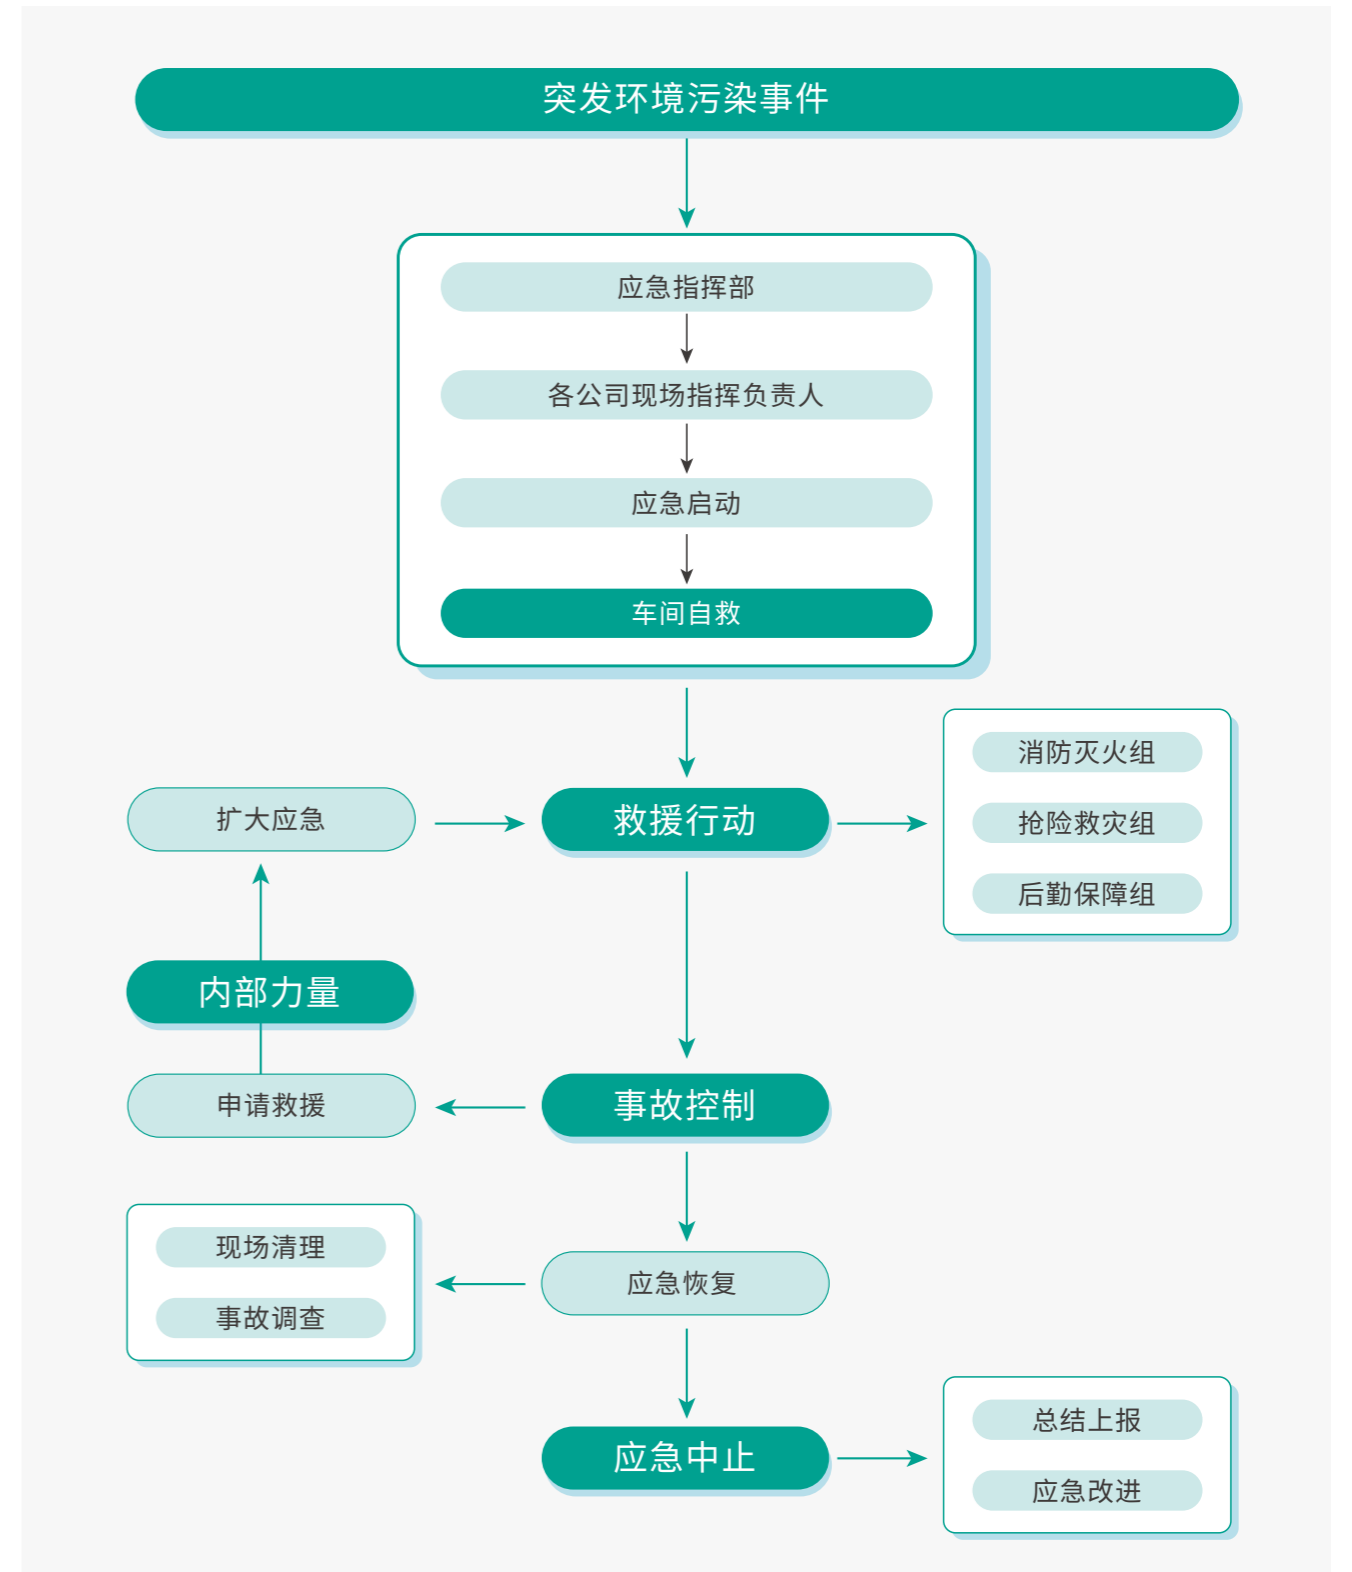 突发环境污染事件
应急指挥部
各公司现场指挥负责人
应急启动
车间自救
消防灭火组
扩大应急
救援行动
抢险救灾组
后勤保障组
内部力量
申请救援
事故控制
现场清理
应急恢复
事故调查
总结上报
应急中止
应急改进